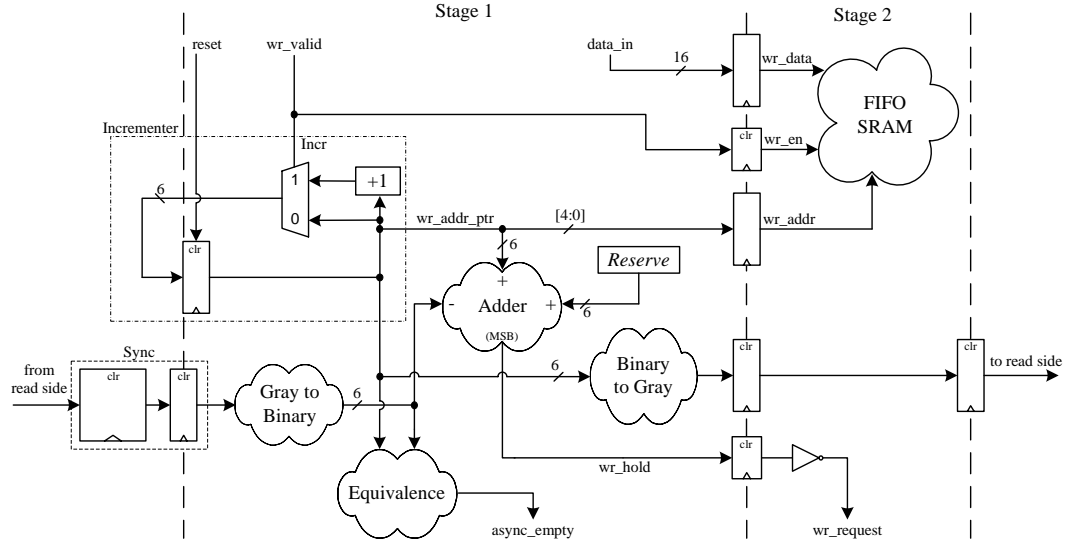 Stage 1
Stage 2
reset
wr_valid
data_in
16
wr_data
FIFO
SRAM
Incrementer
clr
wr_en
Incr
1
+1
0
6
wr_addr_ptr
[4:0]
wr_addr
6
clr
Reserve
+
- Adder +
6
(MSB)
Sync
from
read side
clr
clr
Gray to
Binary
6
6
Binary
to Gray
clr
clr
to read side
clr
wr_hold
Equivalence
async_empty
wr_request